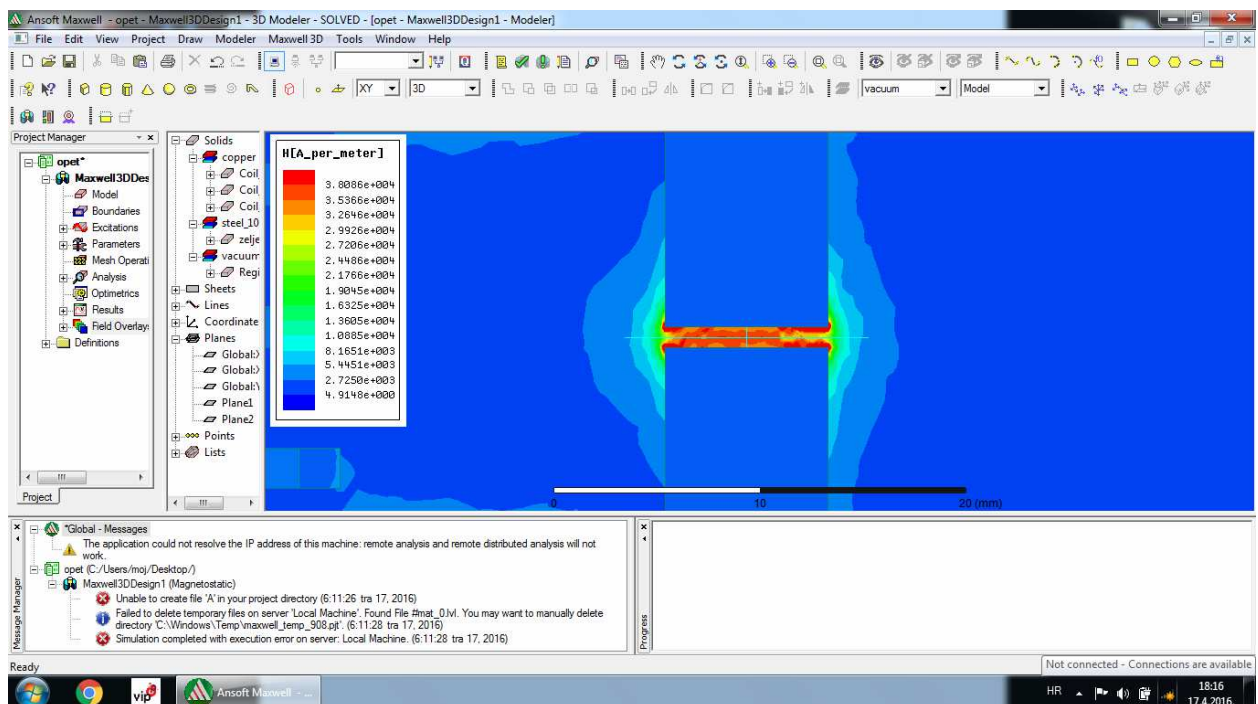 Ansoft Maxwell - opet - Maxwell3DDesign1 - 3D Modeler - SOLVED - [opet - Maxwell3DDesign1 - Modeler]
File Edit View Project Draw Modeler Maxwell 3D Tools Window Help
XY 3D vacuum Model
Project Manager
opet*
Maxwell3DDes
Model
Boundaries
Excitations
Parameters
Mesh Operati
Analysis
Optimetrics
Results
Field Overlays
Definitions
Project
Solids
copper
Coil
Coil
Coil
steel_10
zelje
vacuum
Regi
Sheets
Lines
Coordinate
Planes
Global:
Global:
Global:
Plane1
Plane2
Points
Lists
H[A_per_meter]
3.8086e+004
3.5366e+004
3.2646e+004
2.9926e+004
2.7206e+004
2.4486e+004
2.1766e+004
1.9045e+004
1.6325e+004
1.3605e+004
1.0885e+004
8.1651e+003
5.4451e+003
2.7250e+003
4.9148e+000
0 10 20 (mm)
*Global - Messages
The application could not resolve the IP address of this machine: remote analysis and remote distributed analysis will not
work.
opet (C:/Users/moj/Desktop/)
Maxwell3DDesign1 (Magnetostatic)
Unable to create file 'A' in your project directory (6:11:26 tra 17, 2016)
Failed to delete temporary files on server 'Local Machine'. Found File #mat_0.lvl. You may want to manually delete
directory 'C:\Windows\Temp\maxwell_temp_908.pjt'. (6:11:28 tra 17, 2016)
Simulation completed with execution error on server: Local Machine. (6:11:28 tra 17, 2016)
Message Manager
Progress
Ready
Not connected - Connections are available
vip
Ansoft Maxwell - ...
HR
18:16
17.4.2016.